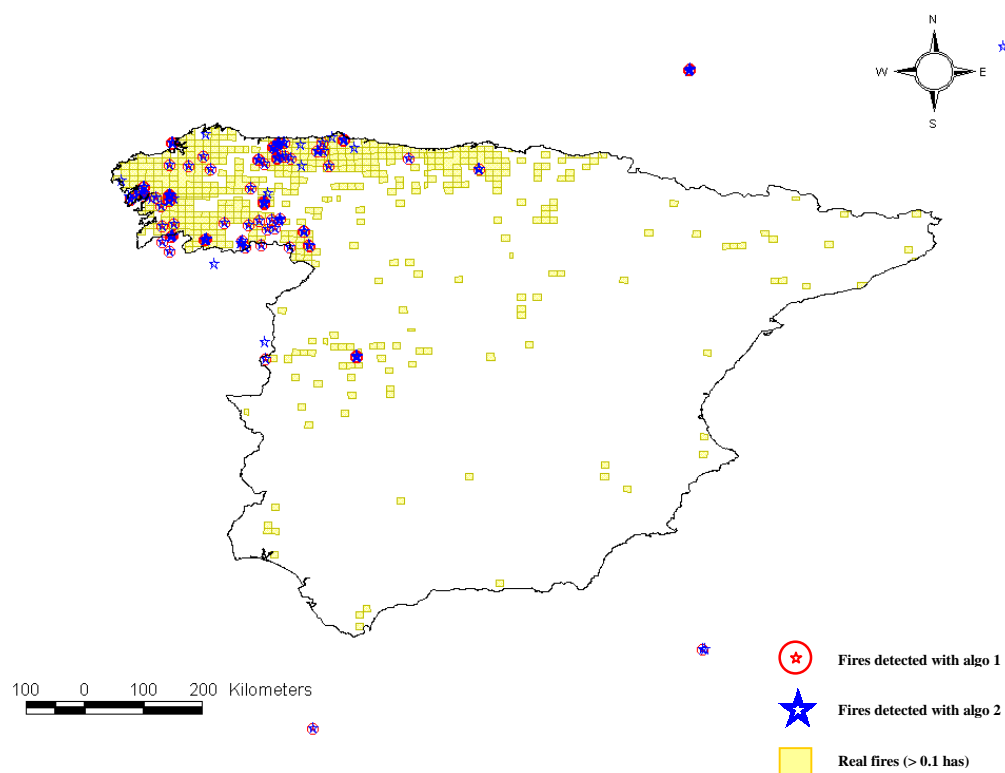 N
W E
S
Fires detected with algo 1
100 0 100 200 Kilometers
Fires detected with algo 2
Real fires (> 0.1 has)